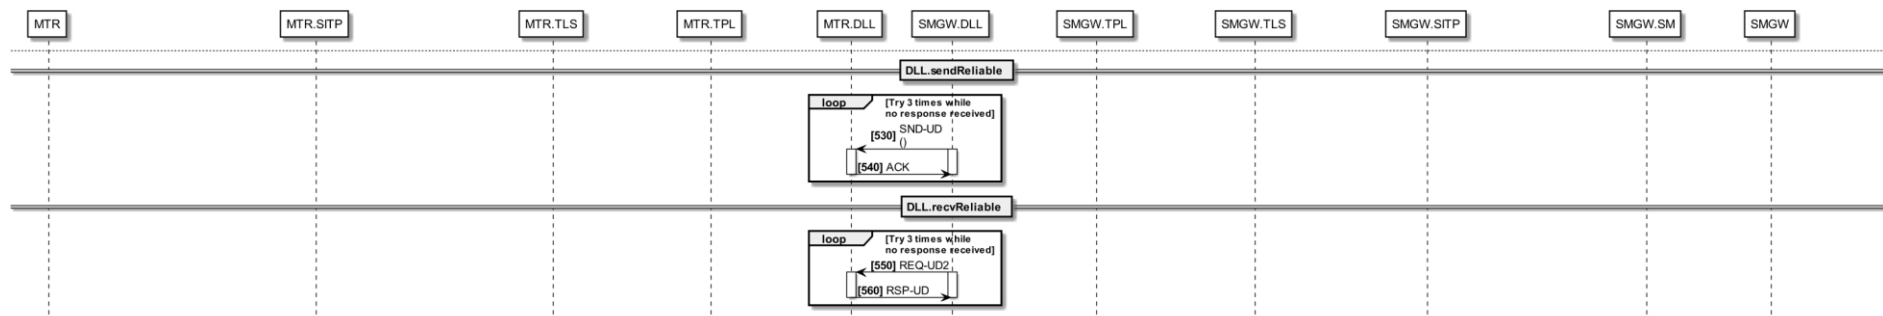 MTR MTR.SITP MTR.TLS MTR.TPL MTR.DLL SMGW.DLL SMGW.TPL SMGW.TLS SMGW.SITP SMGW.SM SMGW
DLL.sendReliable
loop [Try 3 times while
no response received]
[530] SND-UD
()
[540] ACK
DLL.recvReliable
loop [Try 3 times while
no response received]
[550] REQ-UD2
[560] RSP-UD